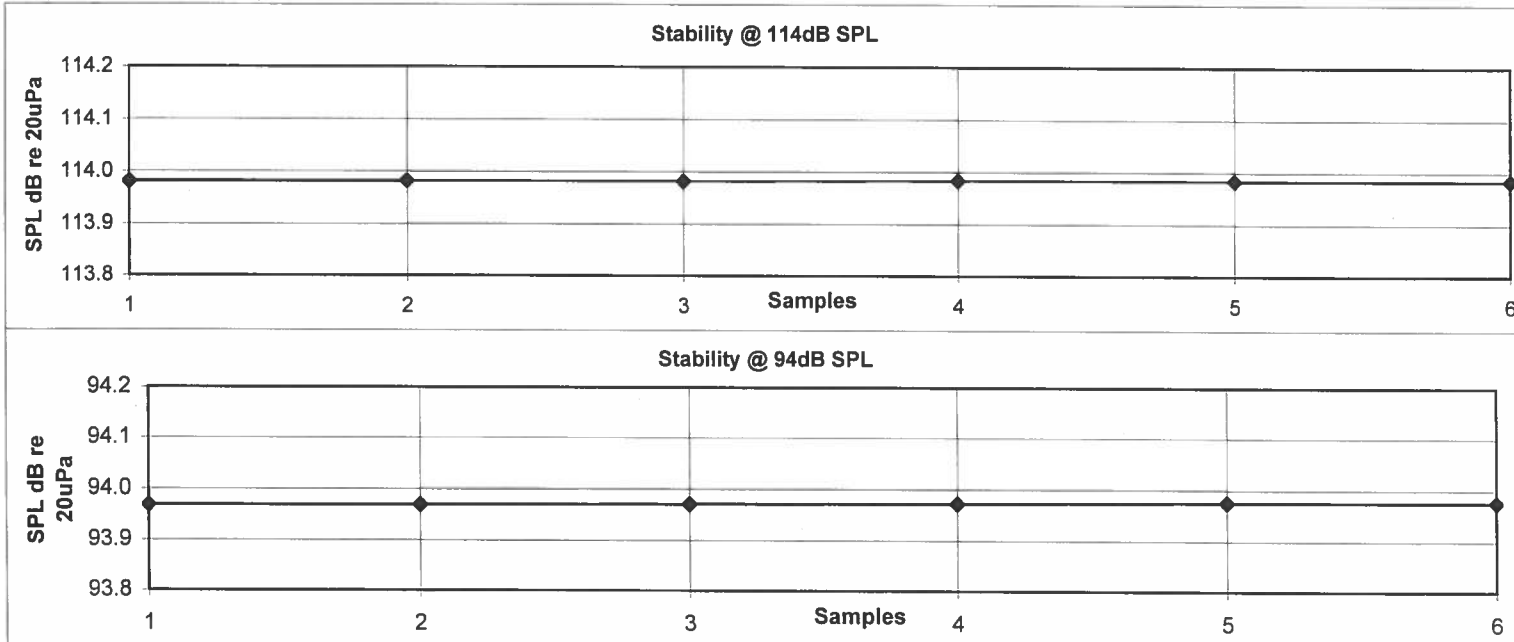 Stability @ 114dB SPL
SPL dB re 20uPa
114.2
114.1
114.0
113.9
113.8
1 2 3 4 5 6
Samples
Stability @ 94dB SPL
SPL dB re
20uPa
94.2
94.1
94.0
93.9
93.8
1 2 3 4 5 6
Samples